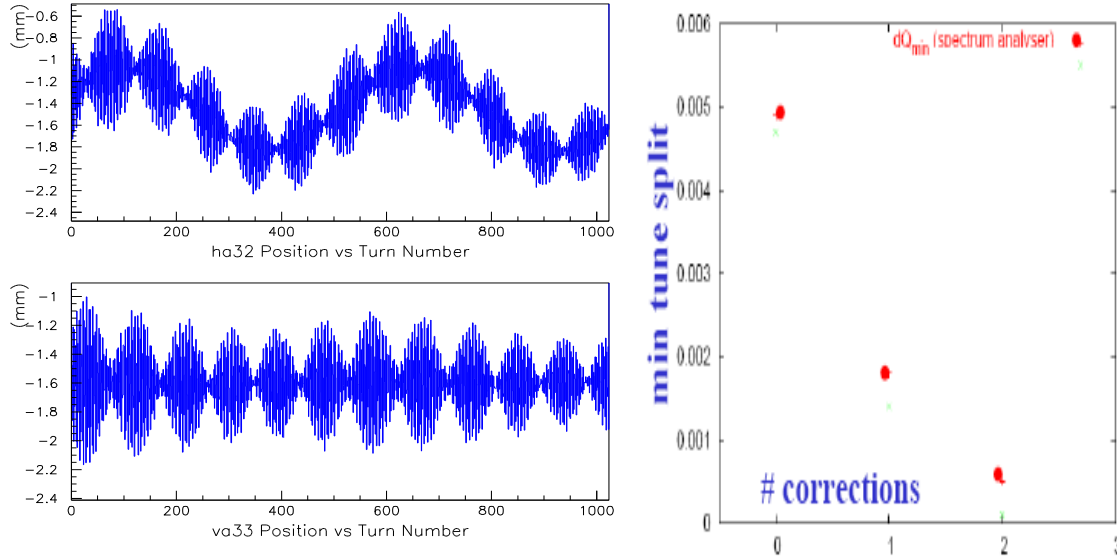 (mm)
-0.6
-0.8
-1
-1.2
-1.4
-1.6
-1.8
-2
-2.2
-2.4
0 200 400 600 800 1000
ha32 Position vs Turn Number
(mm)
-1
-1.2
-1.4
-1.6
-1.8
-2
-2.2
-2.4
0 200 400 600 800 1000
va33 Position vs Turn Number
min tune split
0.006
0.005
0.004
0.003
0.002
0.001
0
dQmin (spectrum analyser)
# corrections
0 1 2 3